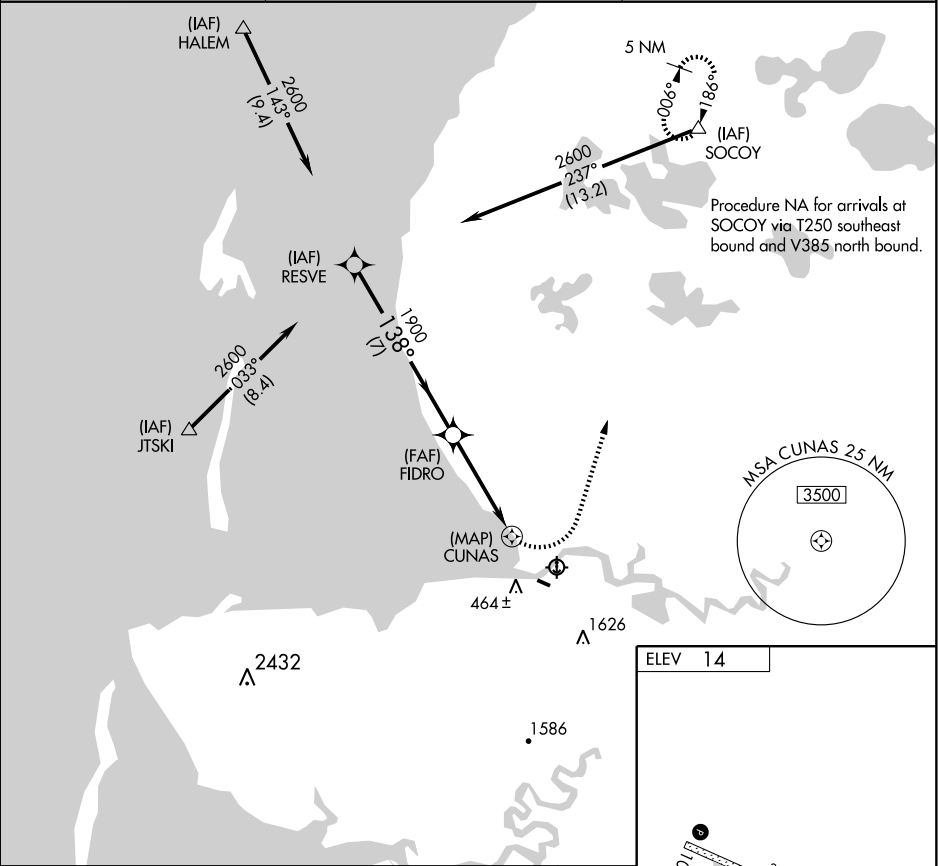 (IAF)
HALEM
2600
143°
(9.4)
5 NM
006°
186°
(IAF)
SOCOY
2600
237°
(13.2)
Procedure NA for arrivals at
SOCOY via T250 southeast
bound and V385 north bound.
(IAF)
RESVE
1900
138°
(7)
2600
033°
(8.4)
(IAF)
JTSKI
(FAF)
FIDRO
MSA CUNAS 25 NM
3500
(MAP)
CUNAS
464 ±
1626
2432
1586
ELEV 14
P